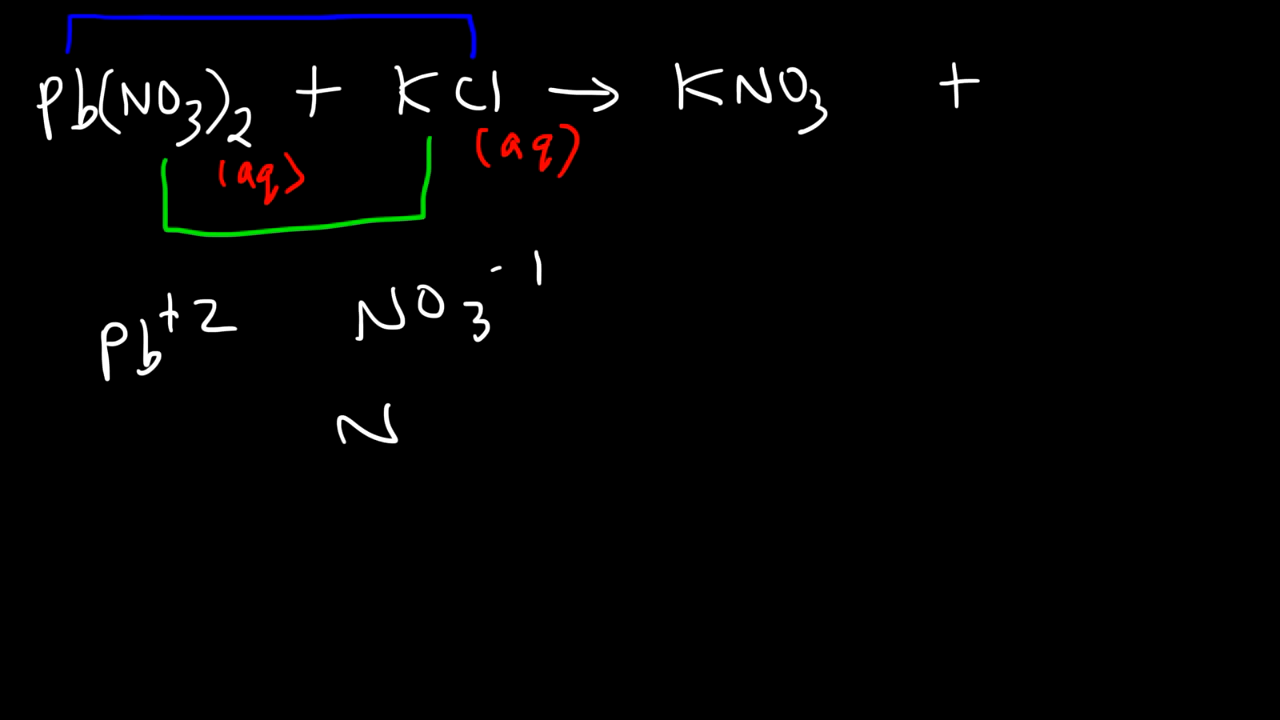 Pb(NO₃)₂ + KCl → KNO₃ +
(aq) (aq)
Pb⁺² NO₃⁻¹
N